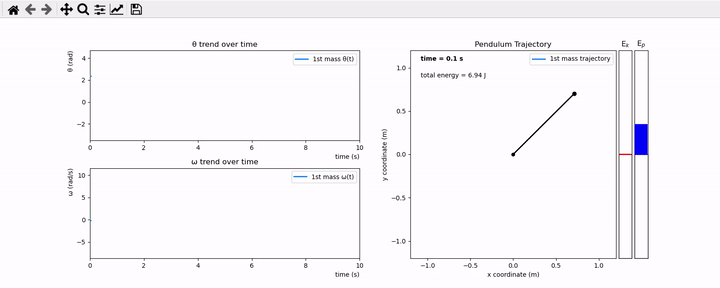 θ trend over time
θ (rad)
4
2
0
−2
1st mass θ(t)
0 2 4 6 8 10
time (s)
ω trend over time
ω (rad/s)
10
5
0
−5
1st mass ω(t)
0 2 4 6 8 10
time (s)
Pendulum Trajectory
time = 0.1 s
total energy = 6.94 J
1st mass trajectory
y coordinate (m)
1.0
0.5
0.0
−0.5
−1.0
−1.0 −0.5 0.0 0.5 1.0
x coordinate (m)
Ek Ep